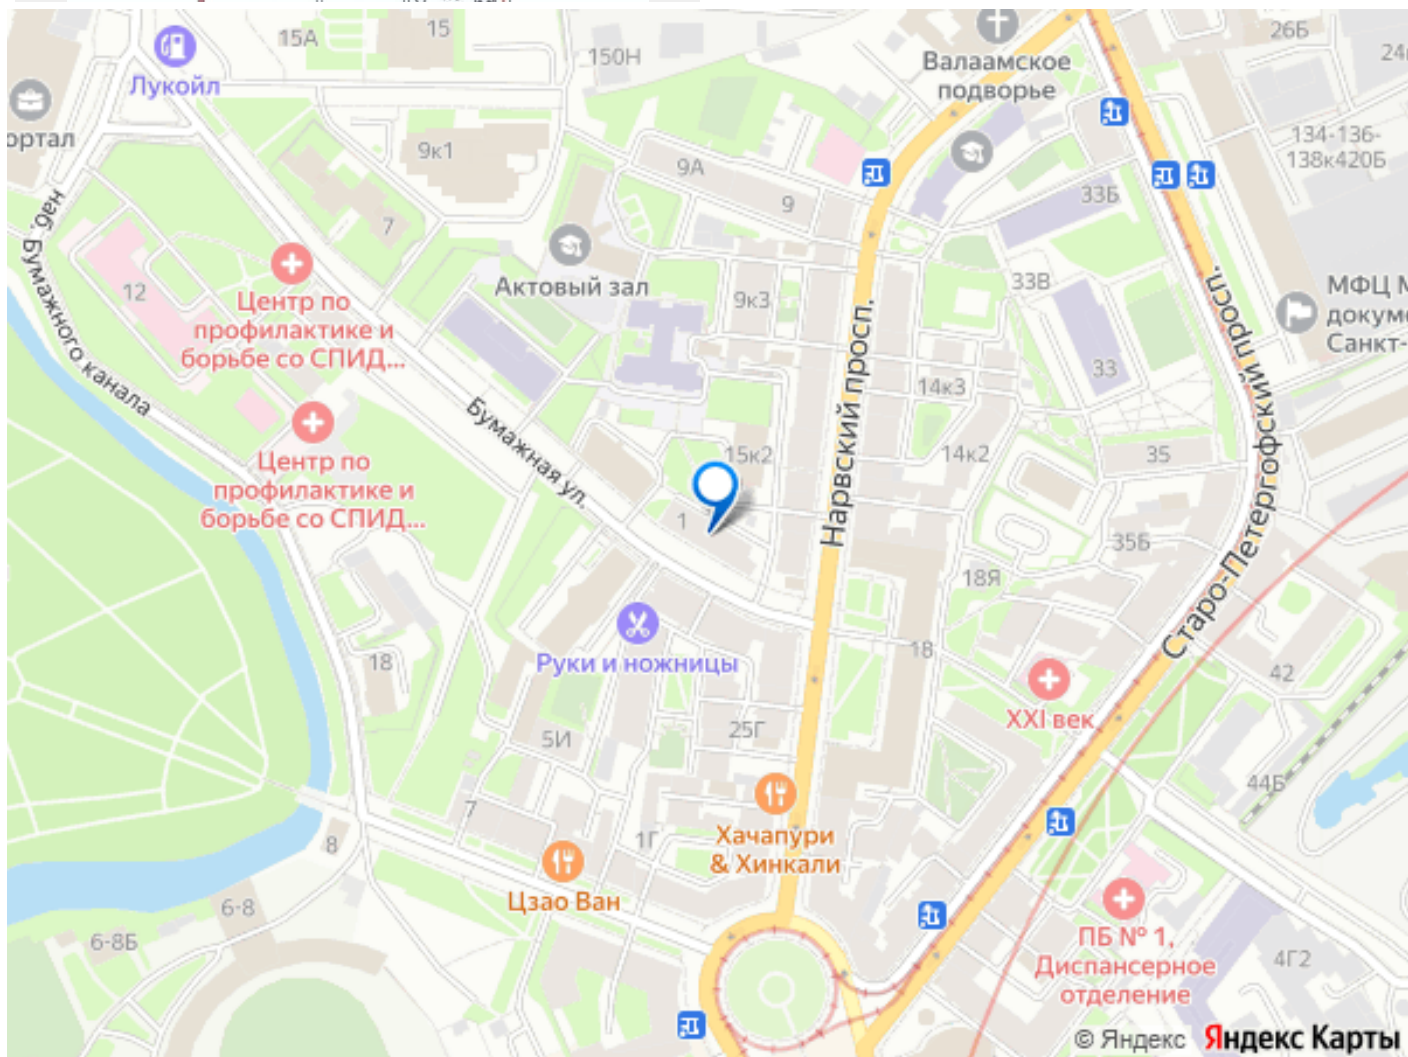 15А
15
150Н
26Б
Лукойл
Валаамское
подворье
ортал
134-136-
138к420Б
9к1
9А
9
33Б
7
наб. Бумажного канала
Актовый зал
12
Центр по
профилактике и
борьбе со СПИД...
9к3
33В
МФЦ М
докуме
Санкт-
Нарвский просп.
Старо-Петергофский просп.
33
14к3
Бумажная ул.
15к2
14к2
35
Центр по
профилактике и
борьбе со СПИД...
1
35Б
18Я
Руки и ножницы
18
18
42
XXI век
25Г
5И
44Б
7
1Г
8
Хачапури
& Хинкали
Цзао Ван
6-8
6-8Б
ПБ № 1,
Диспансерное
отделение
4Г2
© Яндекс Яндекс Карты